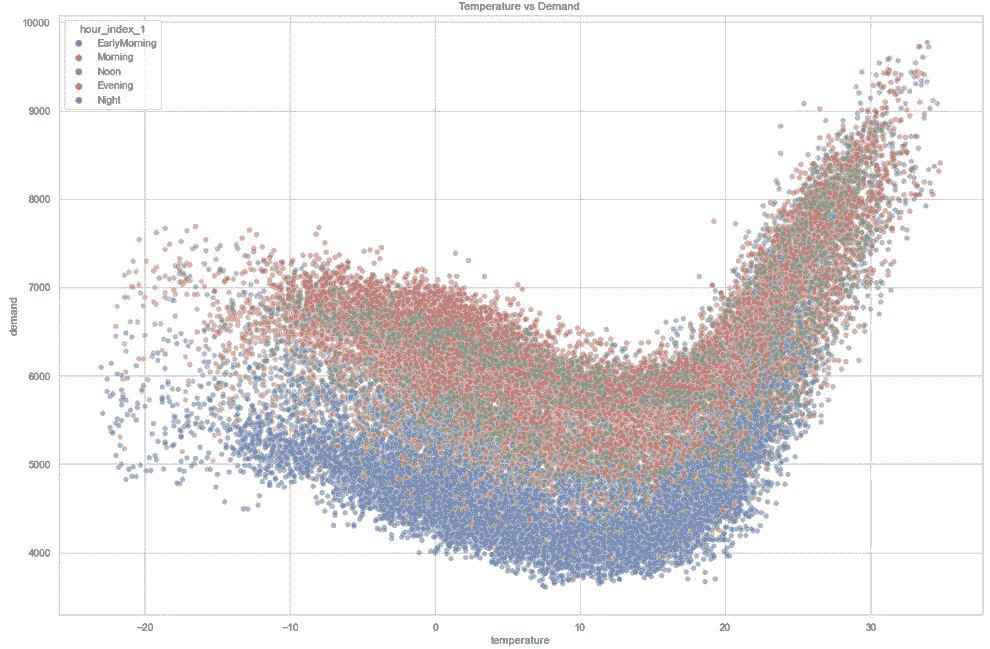 Temperature vs Demand
hour_index_1
EarlyMorning
Morning
Noon
Evening
Night
10000
9000
8000
7000
6000
5000
4000
demand
−20
−10
0
10
20
30
temperature